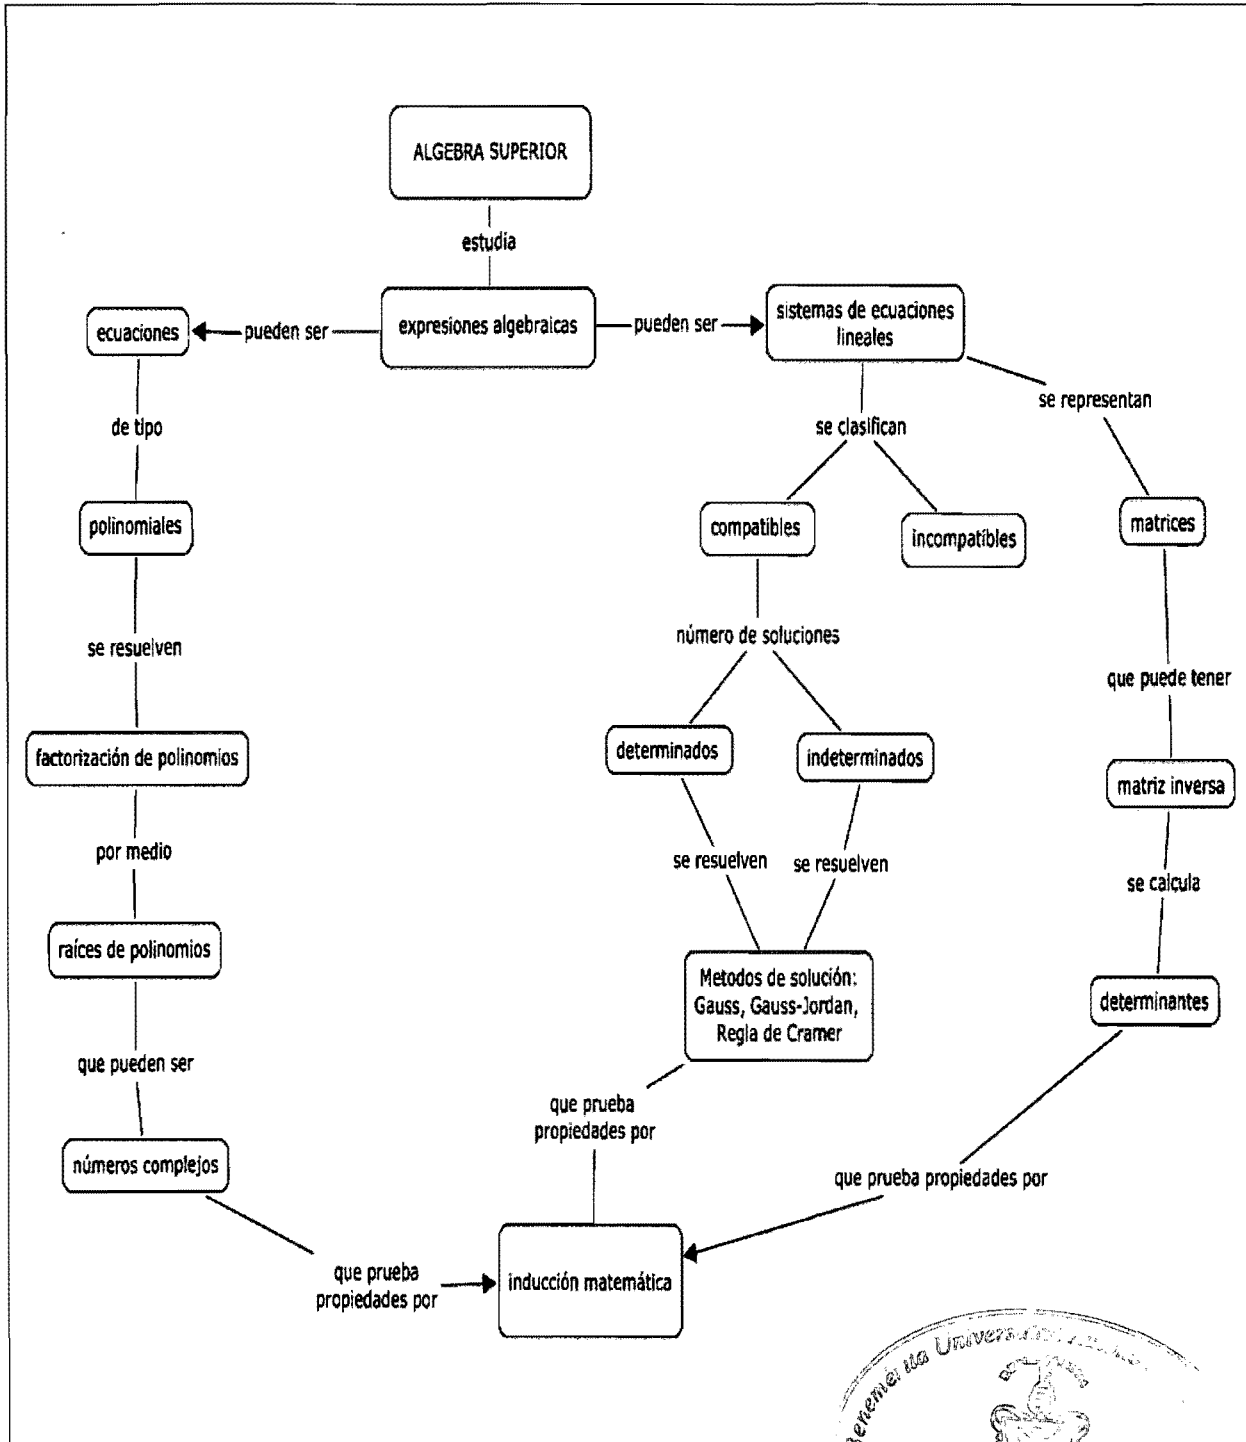 ALGEBRA SUPERIOR
estudia
ecuaciones
pueden ser
expresiones algebraicas
pueden ser
sistemas de ecuaciones
lineales
de tipo
se clasifican
se representan
polinomiales
compatibles
incompatibles
matrices
se resuelven
número de soluciones
que puede tener
factorización de polinomios
determinados
indeterminados
matriz inversa
por medio
se resuelven
se resuelven
se calcula
raíces de polinomios
Metodos de solución:
Gauss, Gauss-Jordan,
Regla de Cramer
determinantes
que pueden ser
que prueba
propiedades por
números complejos
que prueba propiedades por
que prueba
propiedades por
inducción matemática